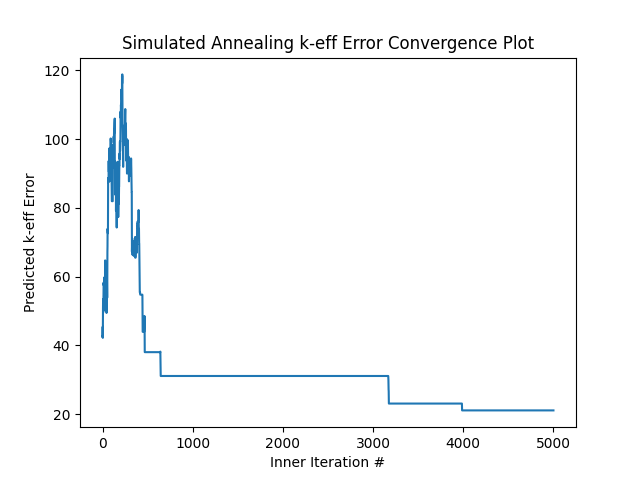 Simulated Annealing k-eff Error Convergence Plot
Predicted k-eff Error
120
100
80
60
40
20
0 1000 2000 3000 4000 5000
Inner Iteration #